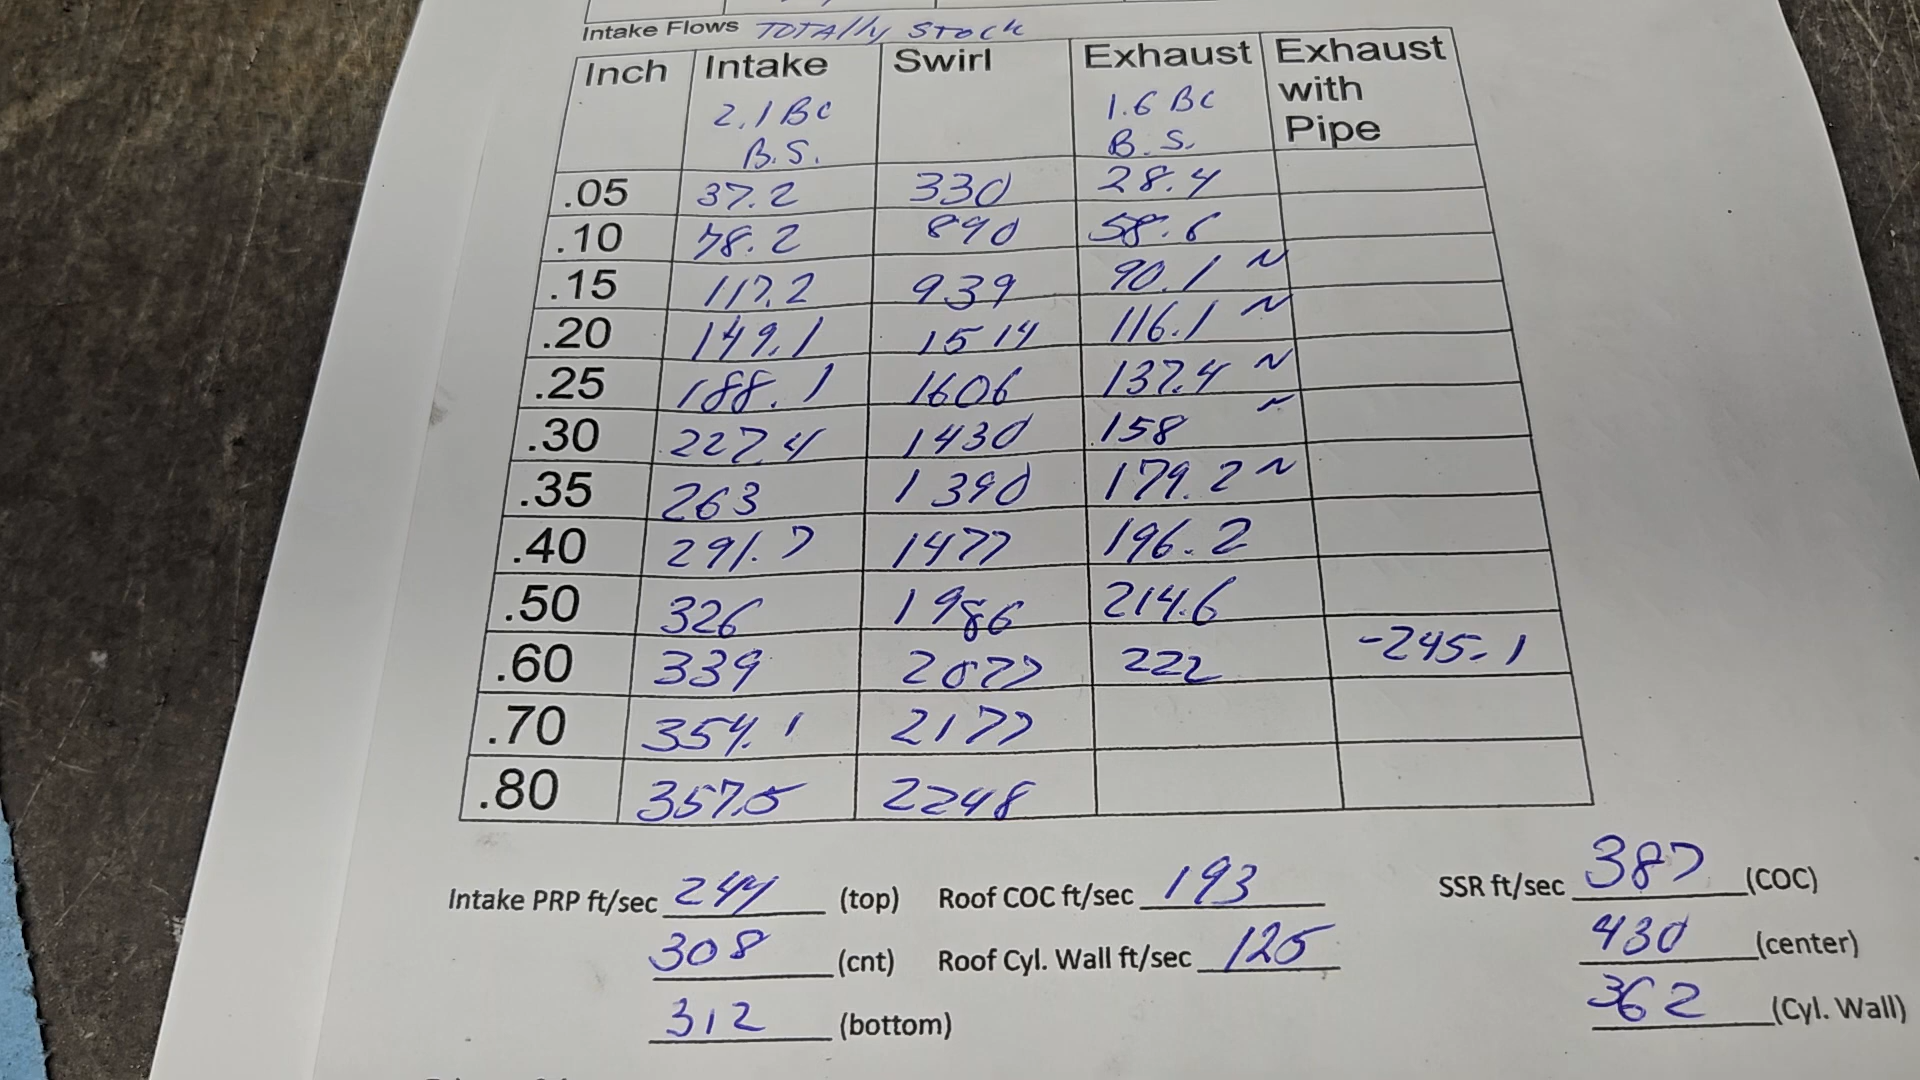 Intake Flows TOTAlly Stock
Inch Intake Swirl Exhaust Exhaust with Pipe
2.1 BC B.S. 1.6 BC B.S.
.05 37.2 330 28.4
.10 78.2 890 58.6
.15 117.2 939 90.1 ~
.20 149.1 1514 116.1 ~
.25 188.1 1606 137.4 ~
.30 227.4 1430 158 ~
.35 263 1390 179.2 ~
.40 291.7 1477 196.2
.50 326 1986 214.6
.60 339 2077 222 -245.1
.70 354.1 2177
.80 357.5 2248
Intake PRP ft/sec 244 (top) Roof COC ft/sec 193 SSR ft/sec 387 (COC)
308 (cnt) Roof Cyl. Wall ft/sec 125 430 (center)
312 (bottom) 362 (Cyl. Wall)